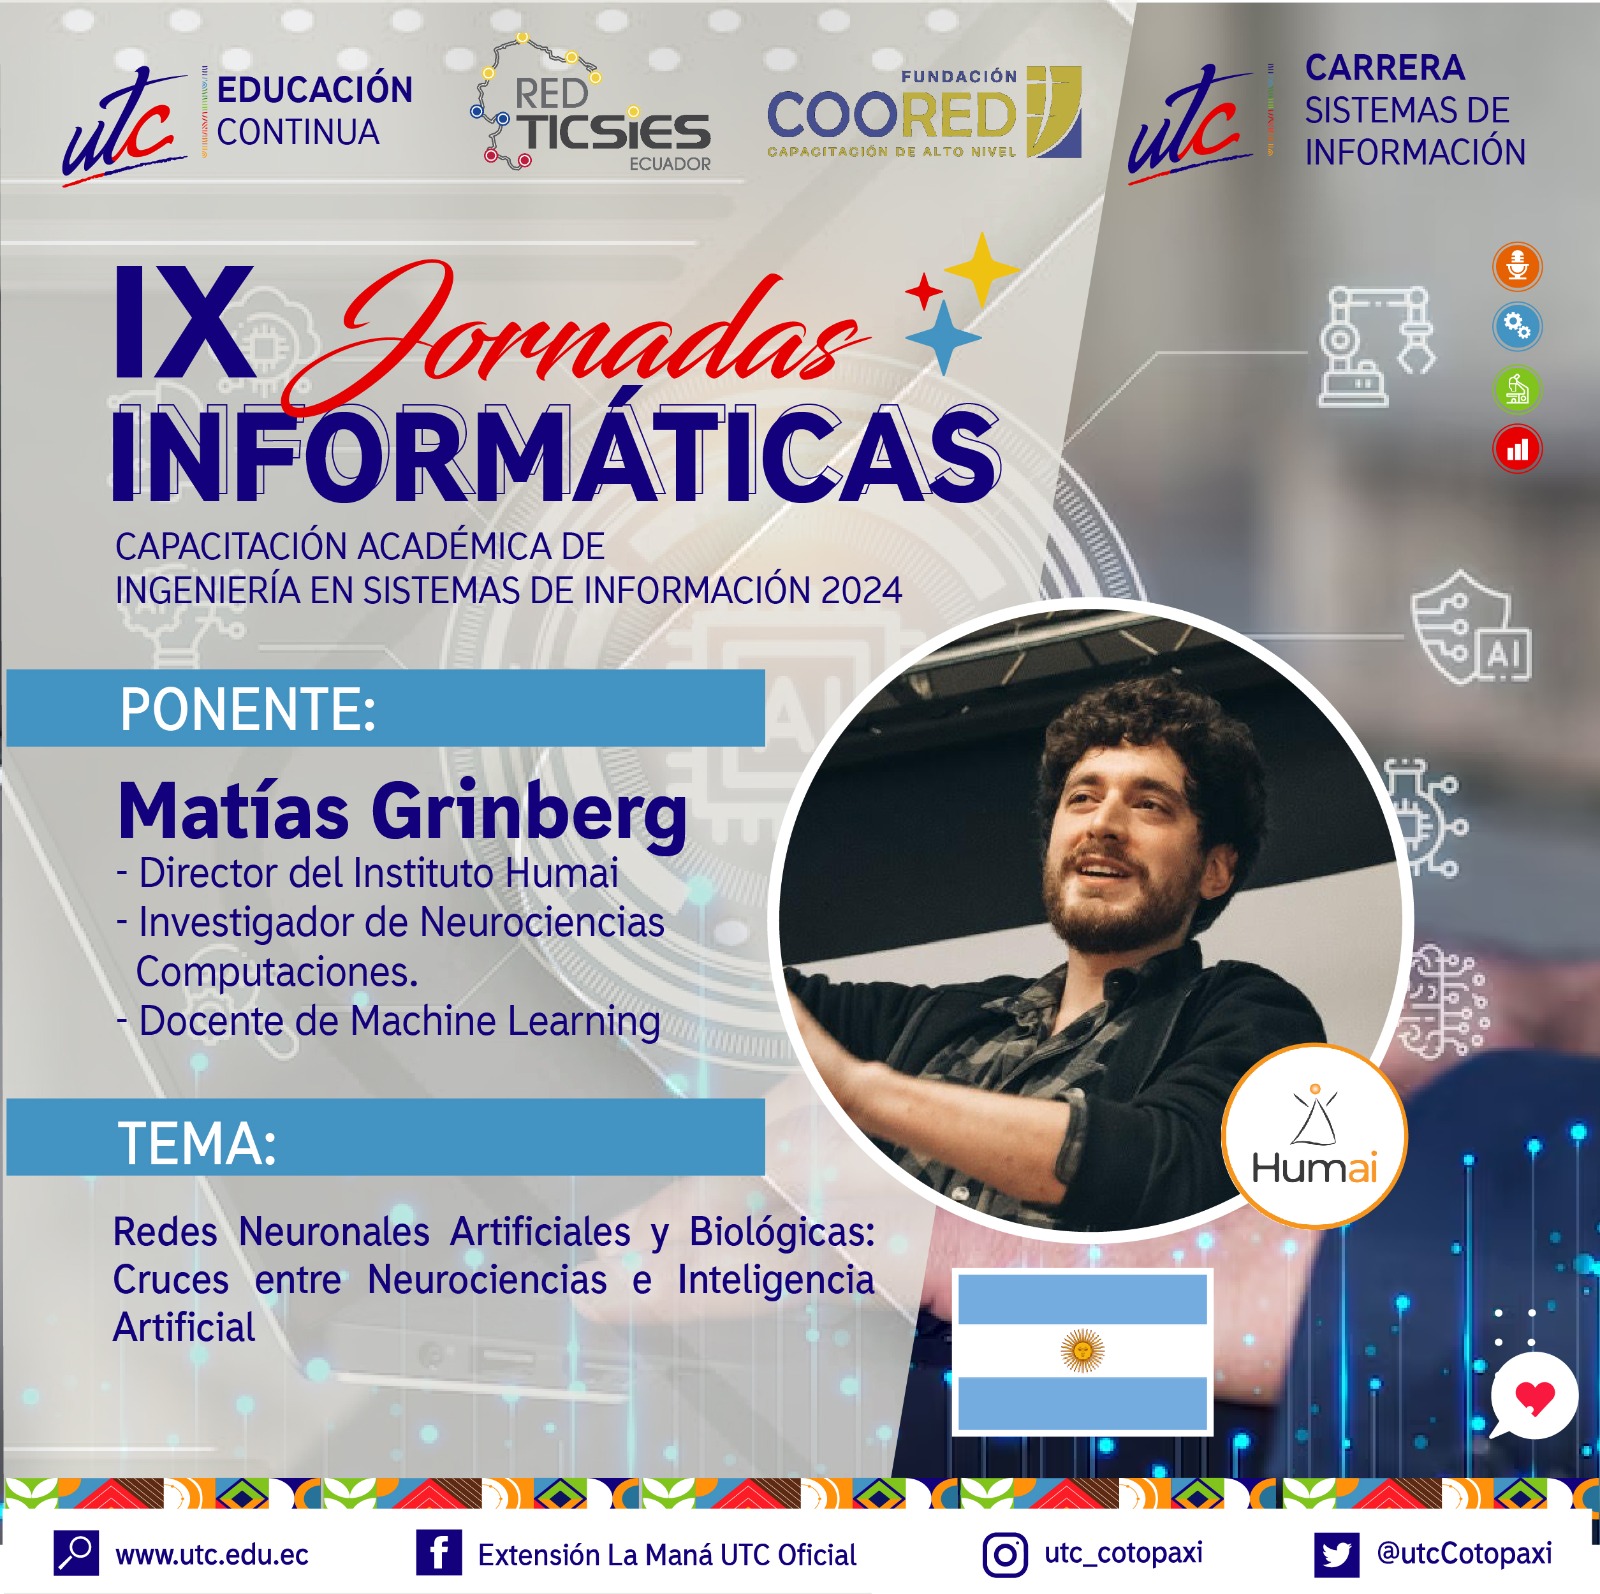 utc
EDUCACIÓN
CONTINUA
RED
TICSIES
ECUADOR
FUNDACIÓN
COORED
CAPACITACIÓN DE ALTO NIVEL
utc
CARRERA
SISTEMAS DE
INFORMACIÓN
IX Jornadas
INFORMÁTICAS
CAPACITACIÓN ACADÉMICA DE
INGENIERÍA EN SISTEMAS DE INFORMACIÓN 2024
AI
PONENTE:
AI
Matías Grinberg
- Director del Instituto Humai
- Investigador de Neurociencias
Computaciones.
- Docente de Machine Learning
Humai
TEMA:
Redes Neuronales Artificiales y Biológicas:
Cruces entre Neurociencias e Inteligencia
Artificial
www.utc.edu.ec
Extensión La Maná UTC Oficial
utc_cotopaxi
@utcCotopaxi